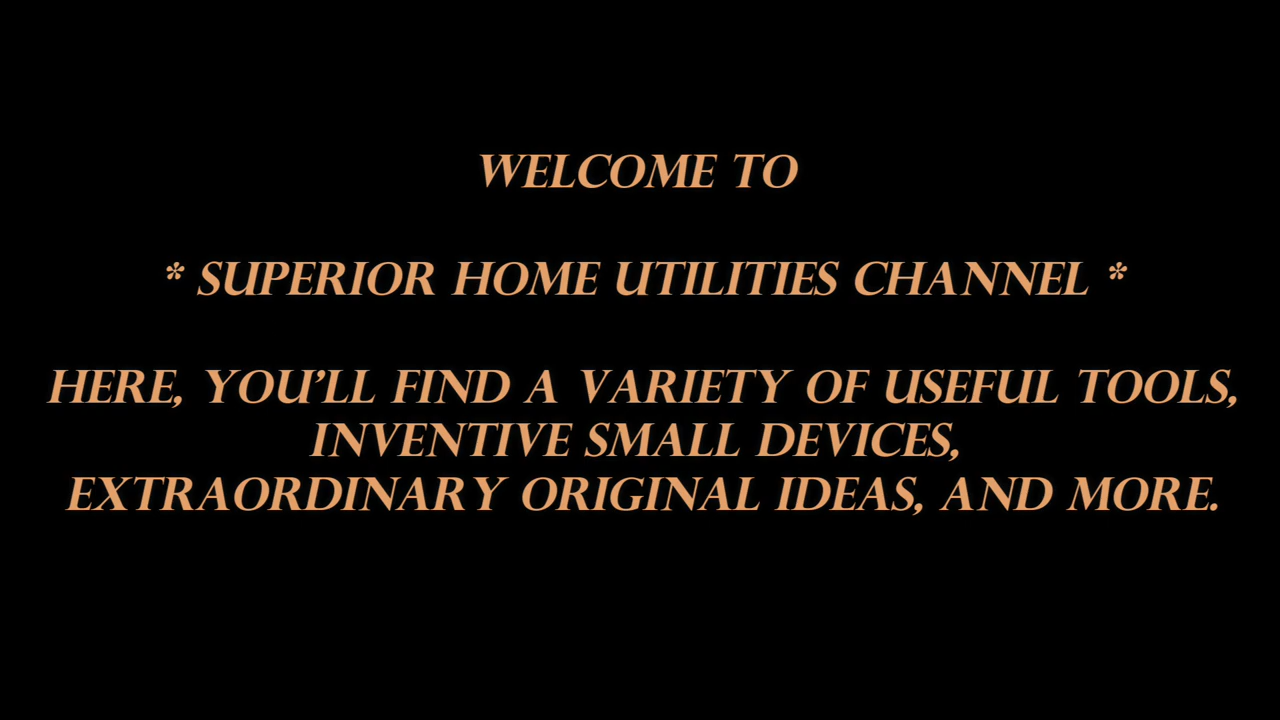 WELCOME TO
* SUPERIOR HOME UTILITIES CHANNEL *
HERE, YOU'LL FIND A VARIETY OF USEFUL TOOLS,
INVENTIVE SMALL DEVICES,
EXTRAORDINARY ORIGINAL IDEAS, AND MORE.